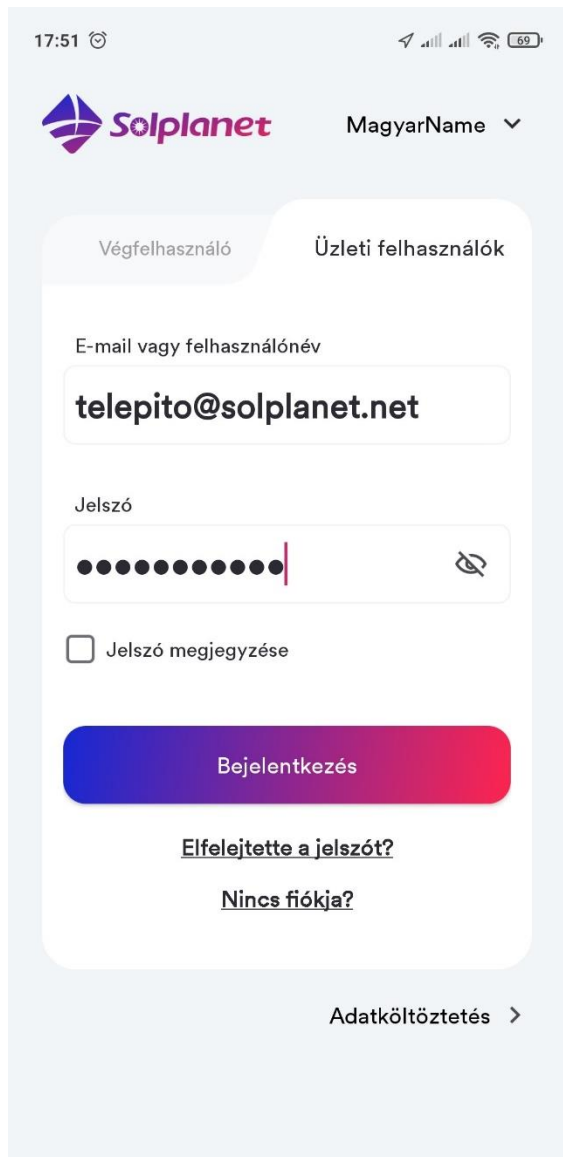 17:51
69
Solplanet
MagyarName
Végfelhasználó
Üzleti felhasználók
E-mail vagy felhasználónév
telepito@solplanet.net
Jelszó
Jelszó megjegyzése
Bejelentkezés
Elfelejtette a jelszót?
Nincs fiókja?
Adatköltöztetés